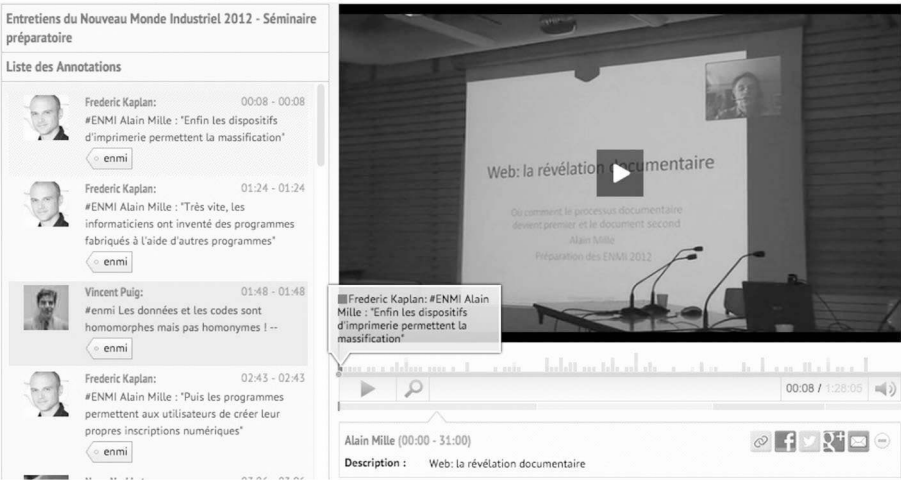 Entretiens du Nouveau Monde Industriel 2012 - Séminaire
préparatoire
Liste des Annotations
Frederic Kaplan: 00:08 - 00:08
#ENMI Alain Mille : "Enfin les dispositifs
d'imprimerie permettent la massification"
enmi
Frederic Kaplan: 01:24 - 01:24
#ENMI Alain Mille : "Très vite, les
informaticiens ont inventé des programmes
fabriqués à l'aide d'autres programmes"
enmi
Vincent Puig: 01:48 - 01:48
#enmi Les données et les codes sont
homomorphes mais pas homonymes ! --
enmi
Frederic Kaplan: 02:43 - 02:43
#ENMI Alain Mille : "Puis les programmes
permettent aux utilisateurs de créer leur
propres inscriptions numériques"
enmi
Web: la révélation documentaire
Où comment le processus documentaire
devient premier et le document second
Alain Mille
Préparation des ENMI 2012
Frederic Kaplan: #ENMI Alain
Mille : "Enfin les dispositifs
d'imprimerie permettent la
massification"
00:08 / 1:28:05
Alain Mille (00:00 - 31:00)
Description : Web: la révélation documentaire